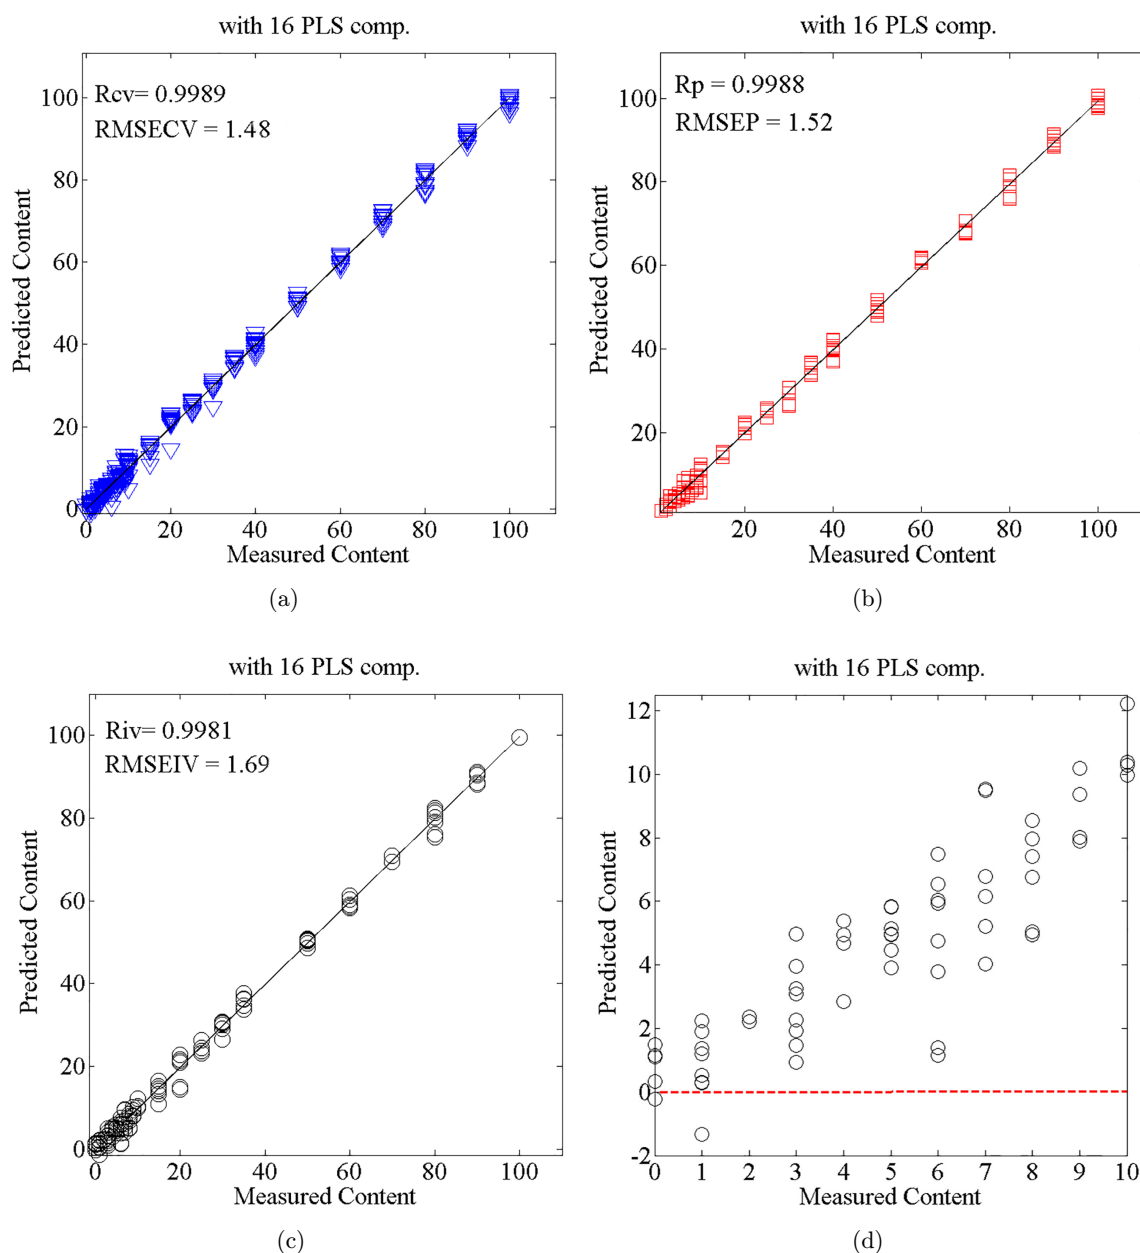 with 16 PLS comp.
Rcv= 0.9989
RMSECV = 1.48
Predicted Content
100
80
60
40
20
0
0 20 40 60 80 100
Measured Content
(a)
with 16 PLS comp.
Rp = 0.9988
RMSEP = 1.52
Predicted Content
100
80
60
40
20
20 40 60 80 100
Measured Content
(b)
with 16 PLS comp.
Riv= 0.9981
RMSEIV = 1.69
Predicted Content
100
80
60
40
20
0
0 20 40 60 80 100
Measured Content
(c)
with 16 PLS comp.
Predicted Content
12
10
8
6
4
2
0
-2
0 1 2 3 4 5 6 7 8 9 10
Measured Content
(d)